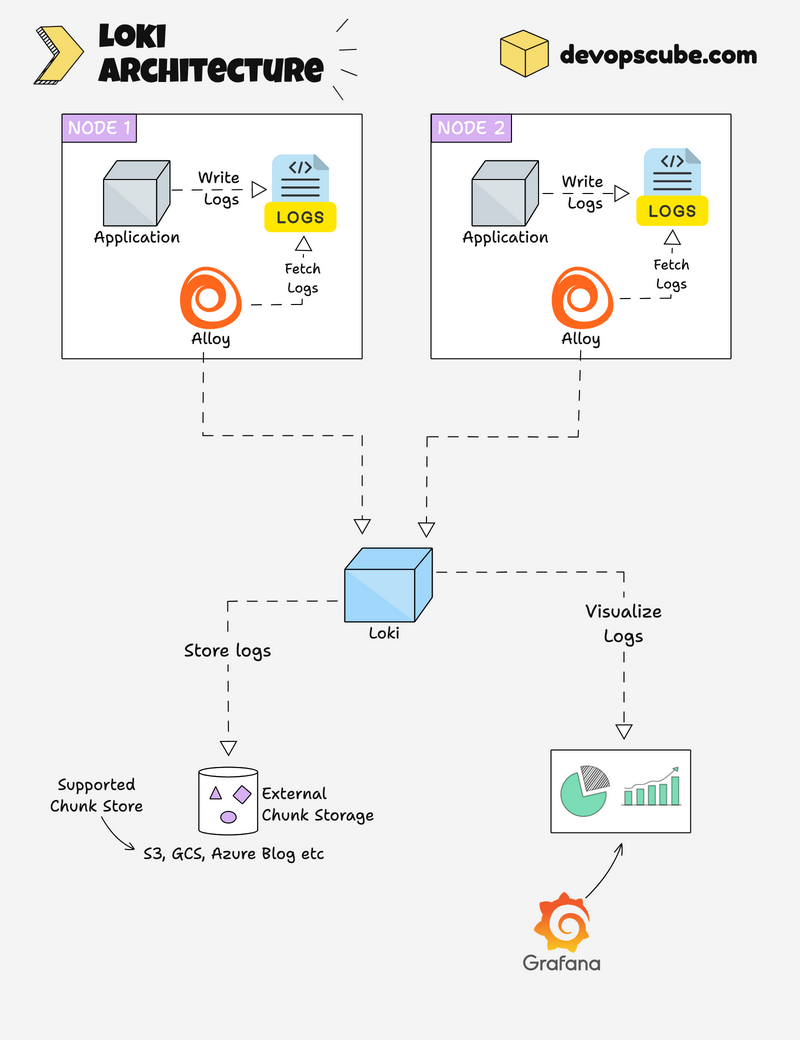 LOKI
ARCHITECTURE
devopscube.com
NODE 1
Write
Logs
LOGS
Application
Fetch
Logs
Alloy
NODE 2
Write
Logs
LOGS
Application
Fetch
Logs
Alloy
Loki
Store logs
Visualize
Logs
Supported
Chunk Store
External
Chunk Storage
S3, GCS, Azure Blog etc
Grafana